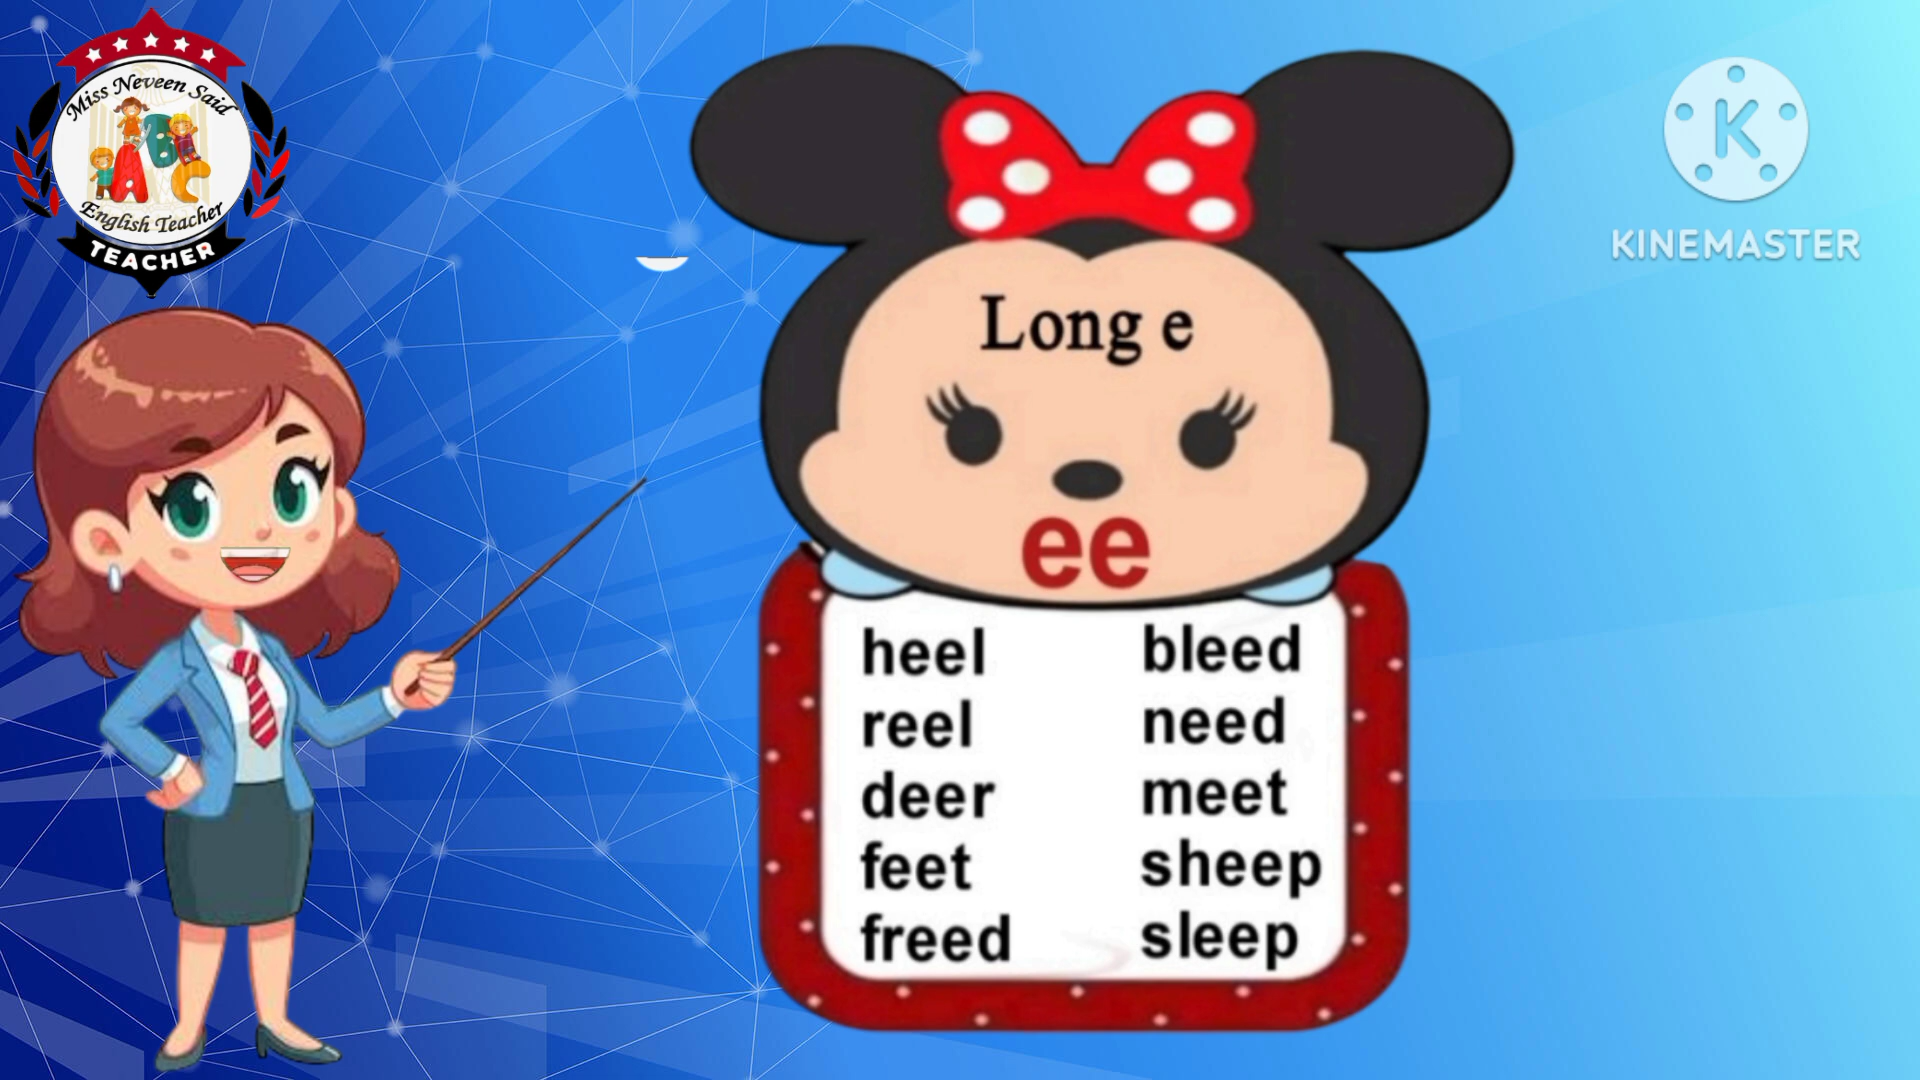 Miss Neveen Said
ABC
English Teacher
TEACHER
K
KINEMASTER
Long e
ee
heel
reel
deer
feet
freed
bleed
need
meet
sheep
sleep